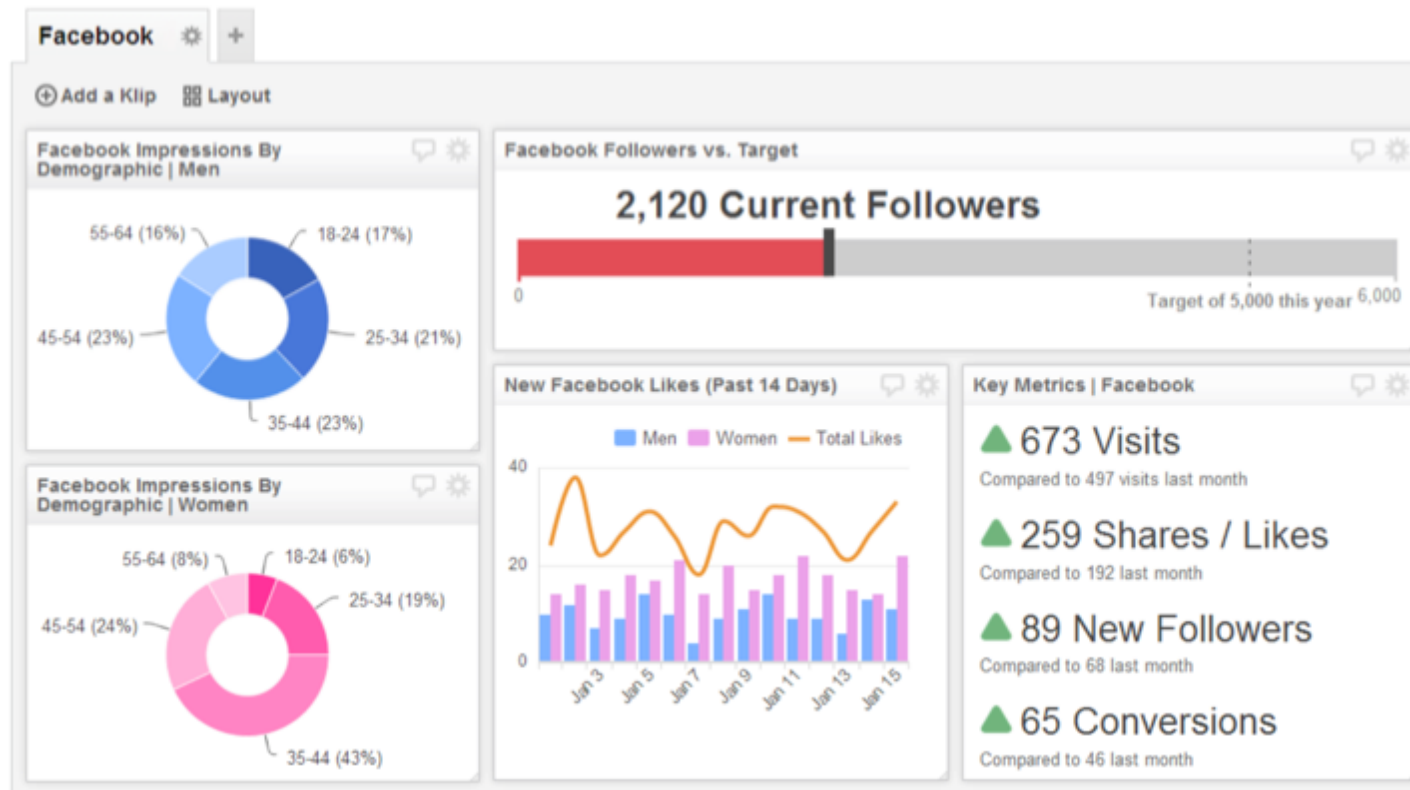 Facebook
+
Add a Klip
Layout
Facebook Impressions By
Demographic | Men
55-64 (16%)
18-24 (17%)
45-54 (23%)
25-34 (21%)
35-44 (23%)
Facebook Impressions By
Demographic | Women
55-64 (8%)
18-24 (6%)
25-34 (19%)
45-54 (24%)
35-44 (43%)
Facebook Followers vs. Target
2,120 Current Followers
0
Target of 5,000 this year
6,000
New Facebook Likes (Past 14 Days)
Men
Women
Total Likes
40
20
0
Jan 3
Jan 5
Jan 7
Jan 9
Jan 11
Jan 13
Jan 15
Key Metrics | Facebook
673 Visits
Compared to 497 visits last month
259 Shares / Likes
Compared to 192 last month
89 New Followers
Compared to 68 last month
65 Conversions
Compared to 46 last month